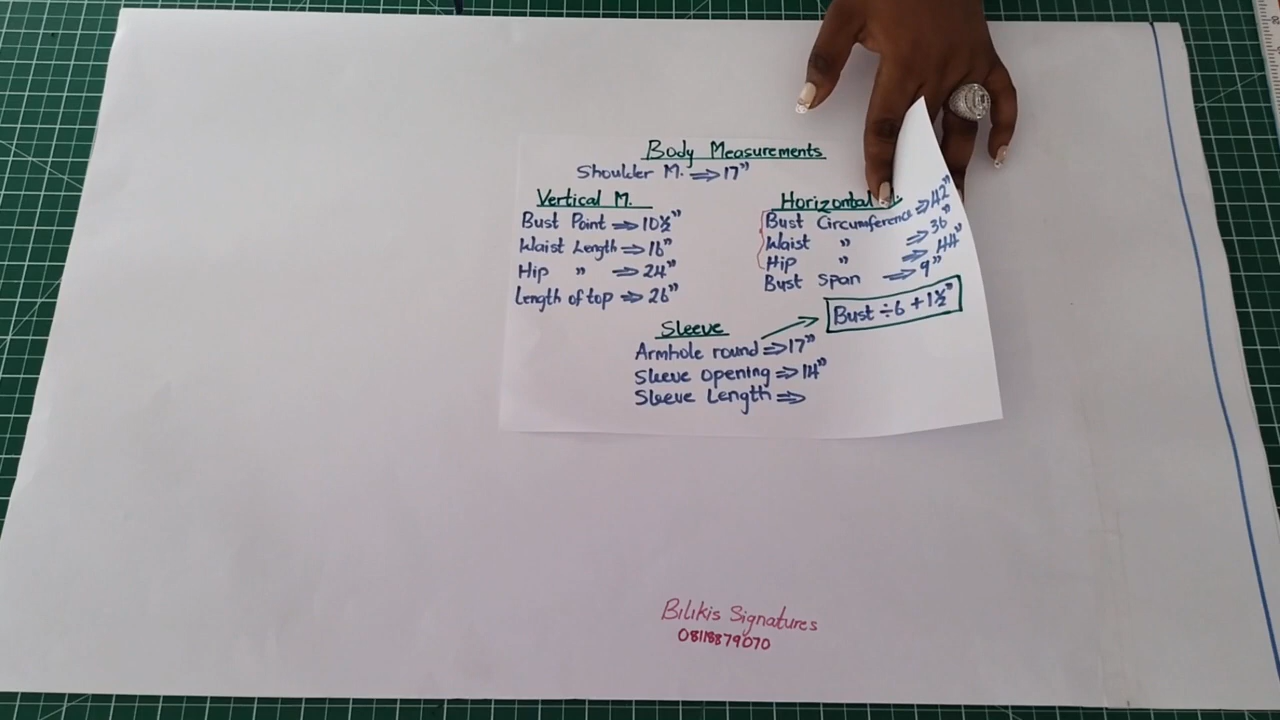 Body Measurements
Shoulder M. ⇒ 17"
Vertical M.
Bust Point ⇒ 10½"
Waist Length ⇒ 16"
Hip " ⇒ 24"
Length of top ⇒ 26"
Horizontal
Bust Circumference ⇒ 42"
Waist " ⇒ 36"
Hip " ⇒ 44"
Bust Span ⇒ 9"
Bust ÷ 6 + 1½"
Sleeve
Armhole round ⇒ 17"
Sleeve opening ⇒ 14"
Sleeve Length ⇒
Bilikis Signatures
08118879070